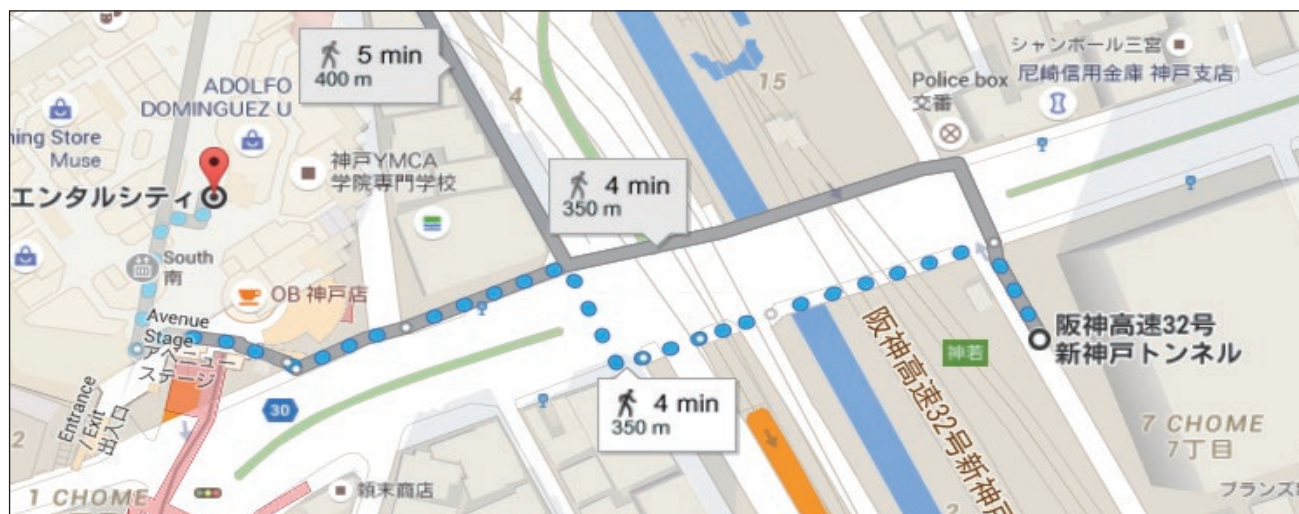 5 min
400 m
4
15
シャンボール三宮
尼崎信用金庫 神戸支店
Police box
交番
ADOLFO
DOMINGUEZ U
ning Store
Muse
神戸YMCA
学院専門学校
4 min
350 m
エンタルシティ
South
南
OB 神戸店
Avenue
Stage
アベニュー
ステージ
阪神高速32号
新神戸トンネル
神若
阪神高速32号新神戸
30
4 min
350 m
Entrance
/ Exit
出入口
7 CHOME
7丁目
2
1 CHOME
頼末商店
2
ブランズ